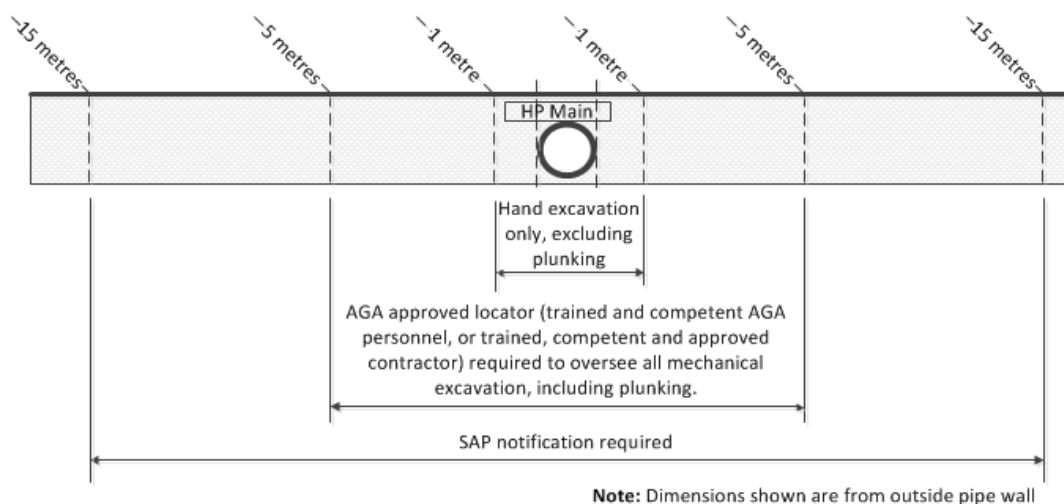 –15 metres
–5 metres
–1 metre
–1 metre
–5 metres
–15 metres
HP Main
Hand excavation
only, excluding
plunking
AGA approved locator (trained and competent AGA
personnel, or trained, competent and approved
contractor) required to oversee all mechanical
excavation, including plunking.
SAP notification required
Note: Dimensions shown are from outside pipe wall